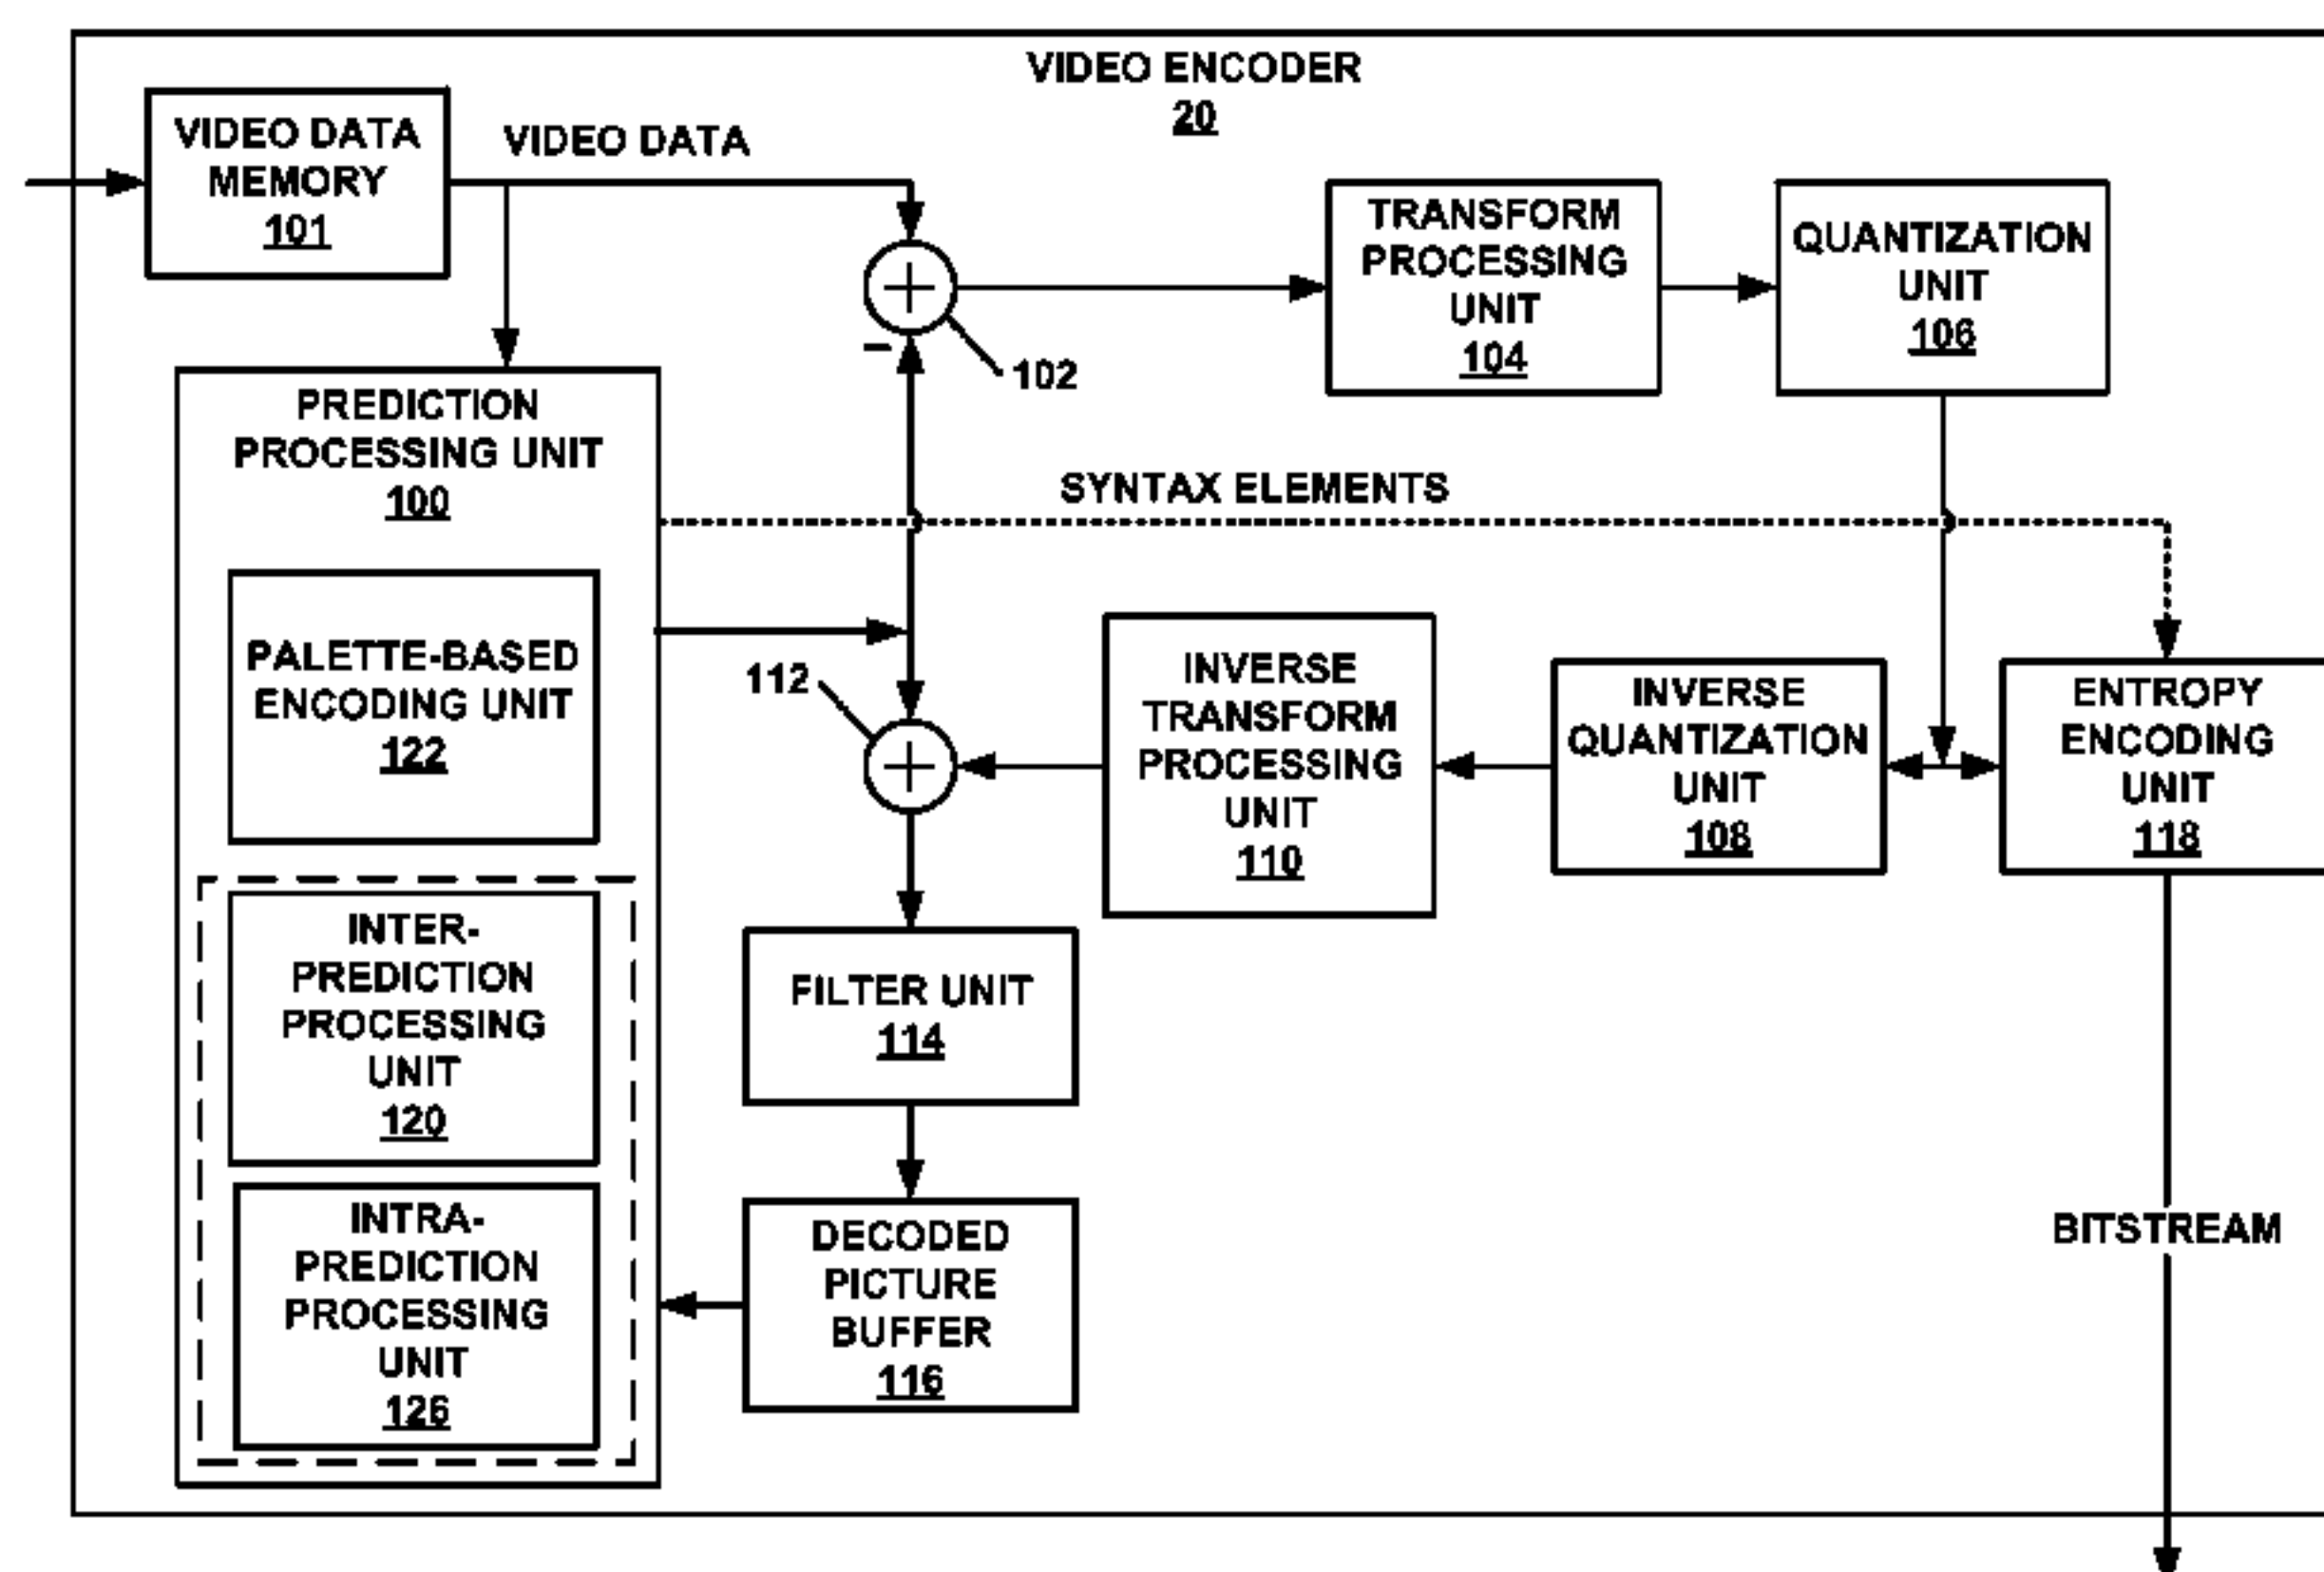 VIDEO ENCODER
20
VIDEO DATA
MEMORY
101
VIDEO DATA
TRANSFORM
PROCESSING
UNIT
104
QUANTIZATION
UNIT
106
102
PREDICTION
PROCESSING UNIT
100
SYNTAX ELEMENTS
PALETTE-BASED
ENCODING UNIT
122
112
INVERSE
TRANSFORM
PROCESSING
UNIT
110
INVERSE
QUANTIZATION
UNIT
108
ENTROPY
ENCODING
UNIT
118
INTER-
PREDICTION
PROCESSING
UNIT
120
FILTER UNIT
114
INTRA-
PREDICTION
PROCESSING
UNIT
126
DECODED
PICTURE
BUFFER
116
BITSTREAM